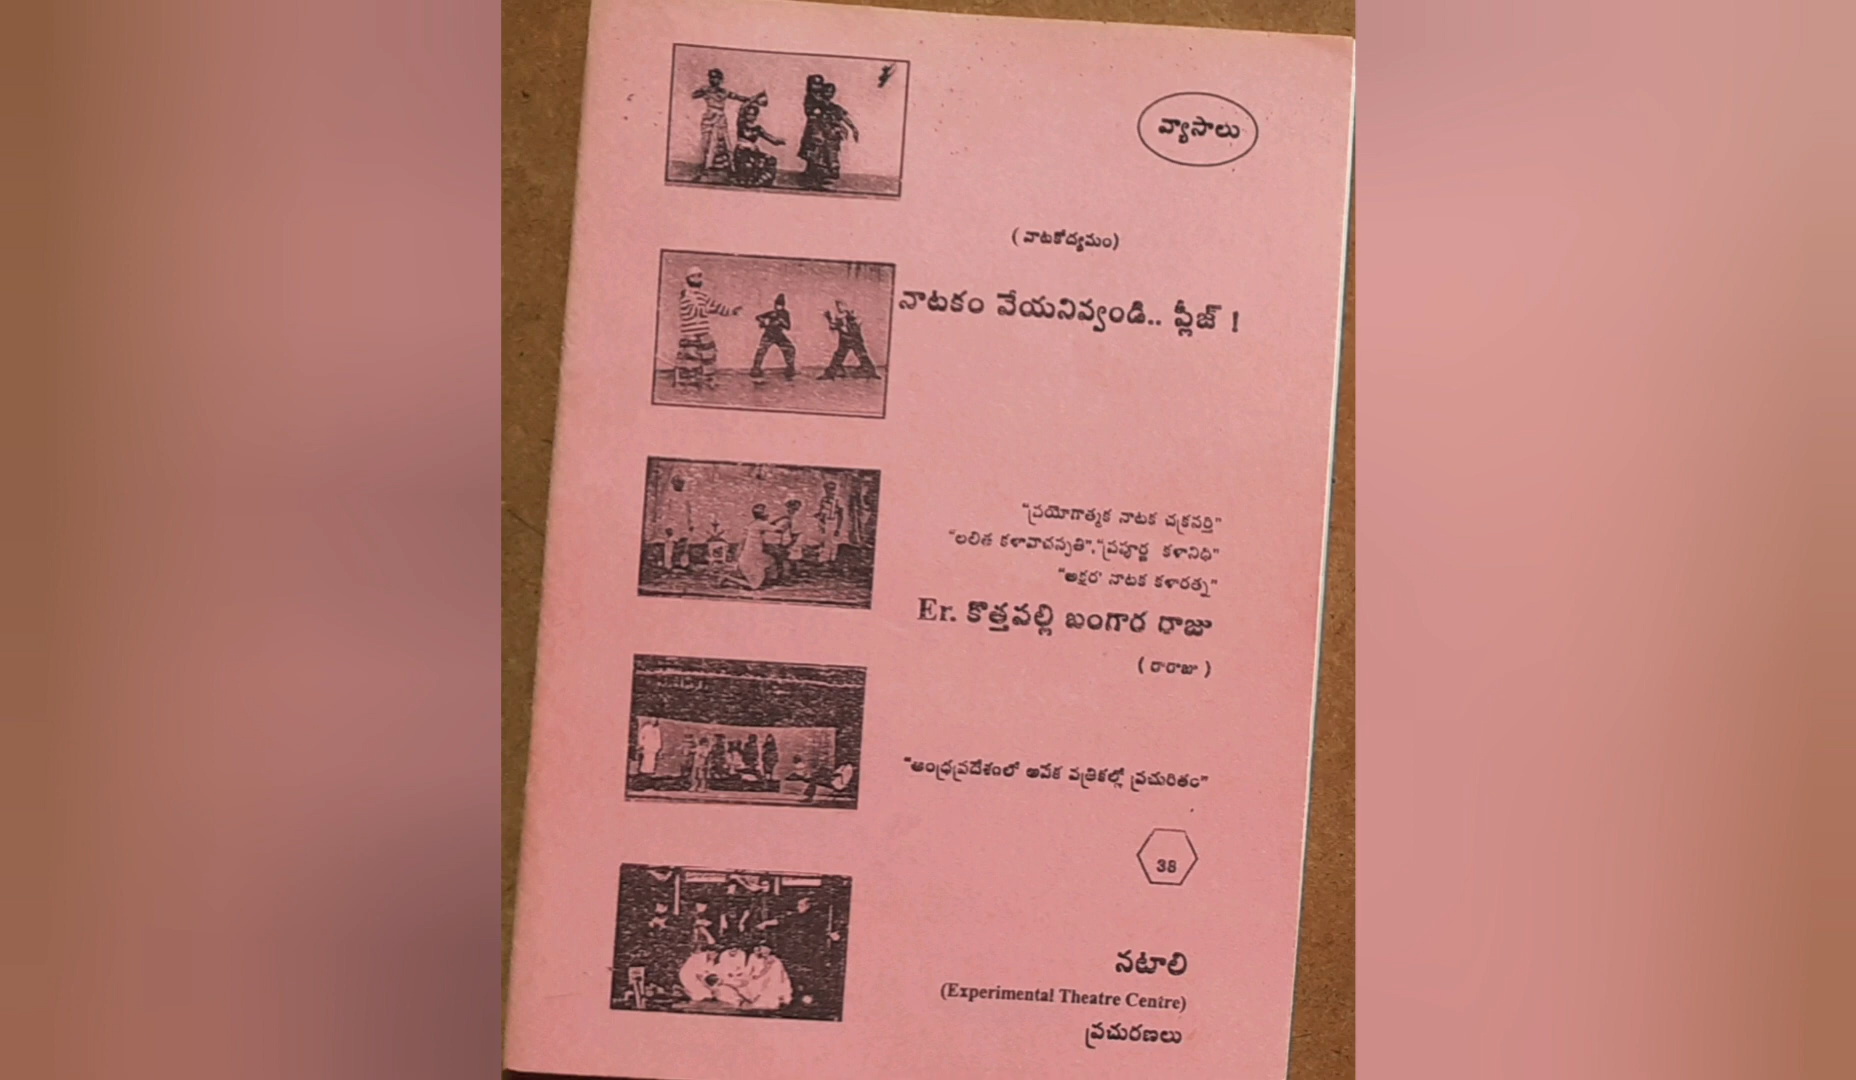 వ్యాసాలు
(నాటకోద్యమం)
నాటకం వేయనివ్వండి.. ప్లీజ్ !
"ప్రయోగాత్మక నాటక చక్రవర్తి"
"లలిత కళావాచస్పతి","ప్రపూర్ణ కళానిధి"
"అక్షర' నాటక కళారత్న"
Er. కొత్తపల్లి బంగార రాజు
( రారాజు )
"ఆంధ్రప్రదేశంలో అనేక పత్రికల్లో ప్రచురితం"
38
నటాలి
(Experimental Theatre Centre)
ప్రచురణలు